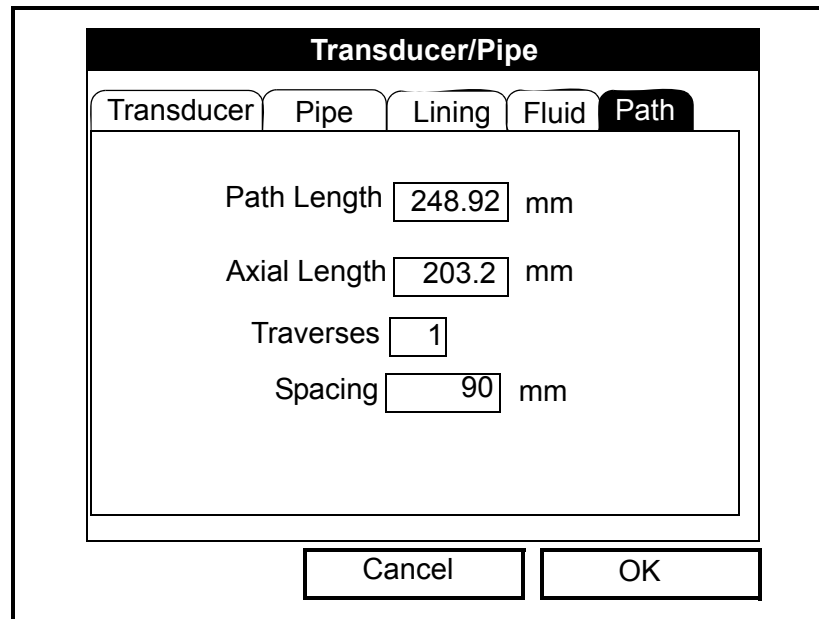 Transducer/Pipe
Transducer Pipe Lining Fluid Path
Path Length 248.92 mm
Axial Length 203.2 mm
Traverses 1
Spacing 90 mm
Cancel OK